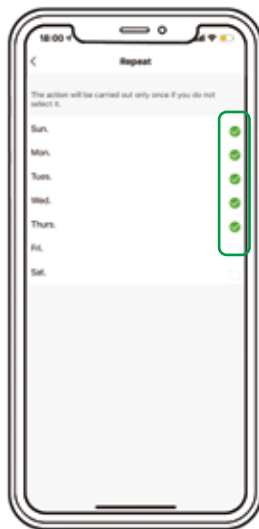 18:00
Repeat
The action will be carried out only once if you do not
select it.
Sun.
Mon.
Tues.
Wed.
Thurs.
Fri.
Sat.